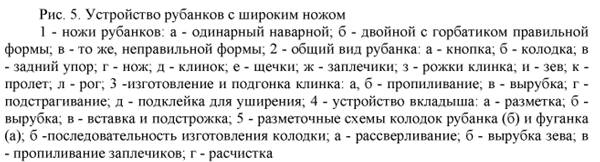 Рис. 5. Устройство рубанков с широким ножом
1 - ножи рубанков: а - одинарный наварной; б - двойной с горбатиком правильной
формы; в - то же, неправильной формы; 2 - общий вид рубанка: а - кнопка; б - колодка; в
- задний упор; г - нож; д - клинок; е - щечки; ж - заплечики; з - рожки клинка; и - зев; к -
пролет; л - рог; 3 -изготовление и подгонка клинка: а, б - пропиливание; в - вырубка; г -
подстрагивание; д - подклейка для уширения; 4 - устройство вкладыша: а - разметка; б -
вырубка; в - вставка и подстрожка; 5 - разметочные схемы колодок рубанка (б) и фуганка
(а); б -последовательность изготовления колодки; а - рассверливание; б - вырубка зева; в
- пропиливание заплечиков; г - расчистка